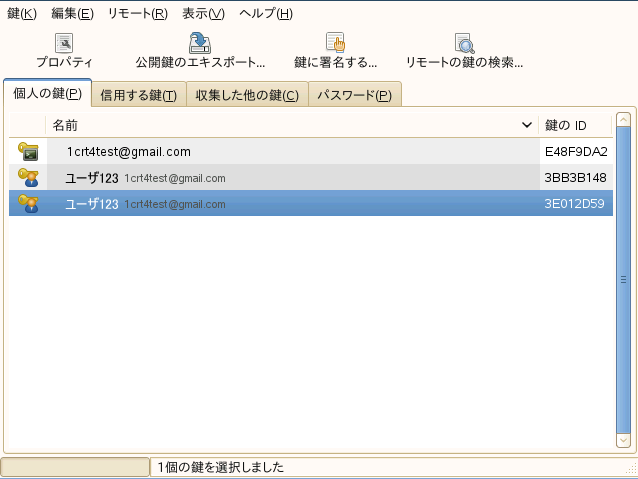 鍵(K) 編集(E) リモート(R) 表示(V) ヘルプ(H)
プロパティ 公開鍵のエキスポート... 鍵に署名する... リモートの鍵の検索...
個人の鍵(P) 信用する鍵(T) 収集した他の鍵(C) パスワード(P)
名前 鍵の ID
1crt4test@gmail.com E48F9DA2
ユーザ123 1crt4test@gmail.com 3BB3B148
ユーザ123 1crt4test@gmail.com 3E012D59
1個の鍵を選択しました